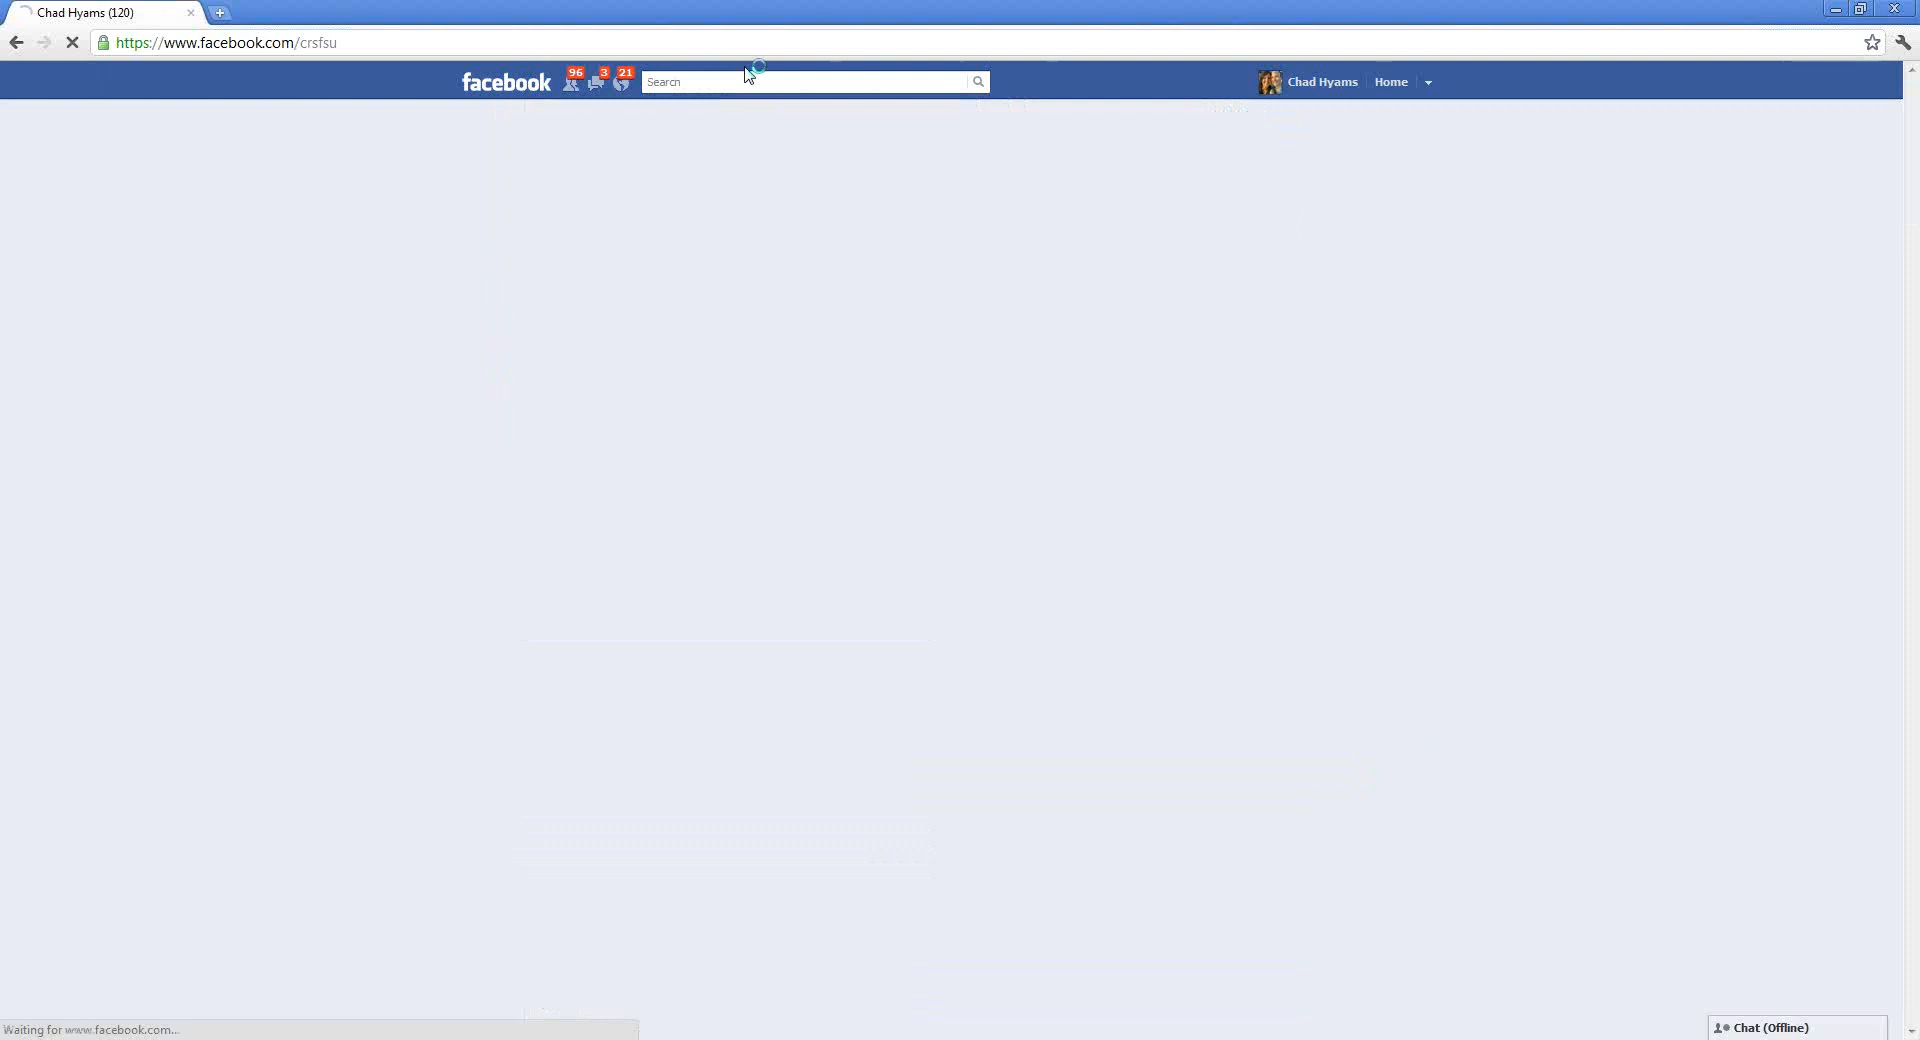 Chad Hyams (120)
https://www.facebook.com/crsfsu
facebook 96 3 21 Search Chad Hyams Home
Waiting for www.facebook.com...
Chat (Offline)